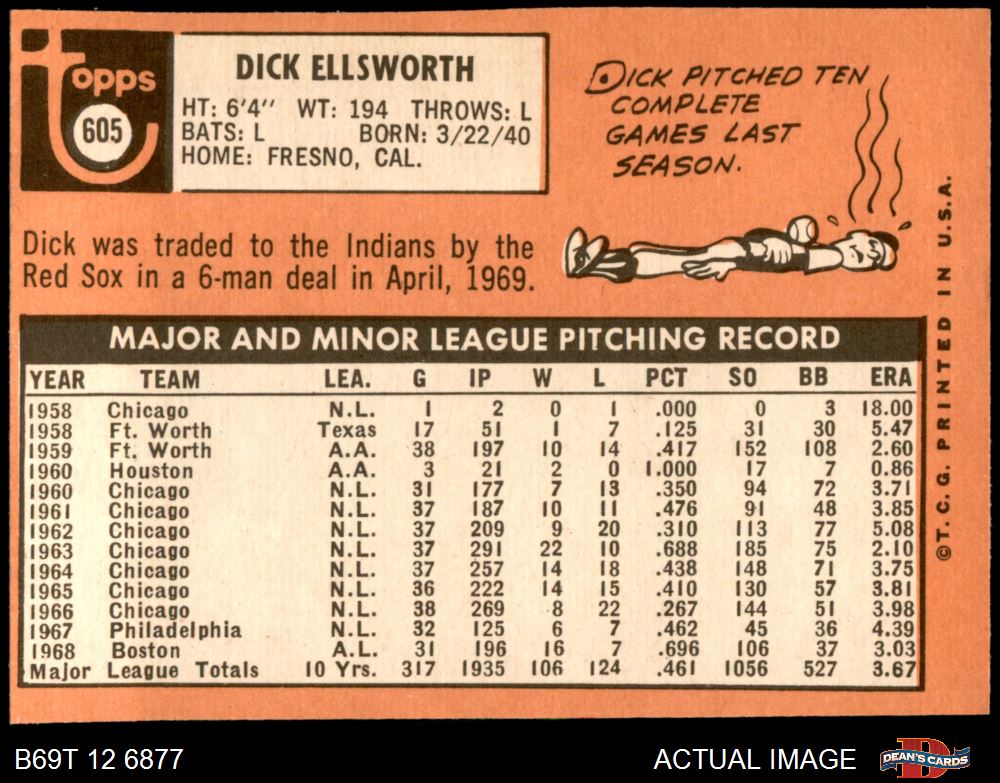 topps
605
DICK ELLSWORTH
HT: 6'4" WT: 194 THROWS: L
BATS: L BORN: 3/22/40
HOME: FRESNO, CAL.
DICK PITCHED TEN
COMPLETE
GAMES LAST
SEASON.
Dick was traded to the Indians by the
Red Sox in a 6-man deal in April, 1969.
MAJOR AND MINOR LEAGUE PITCHING RECORD
YEAR TEAM LEA. G IP W L PCT SO BB ERA
1958 Chicago N.L. 1 2 0 1 .000 0 3 18.00
1958 Ft. Worth Texas 17 51 1 7 .125 31 30 5.47
1959 Ft. Worth A.A. 38 197 10 14 .417 152 108 2.60
1960 Houston A.A. 3 21 2 0 1.000 17 7 0.86
1960 Chicago N.L. 31 177 7 13 .350 94 72 3.71
1961 Chicago N.L. 37 187 10 11 .476 91 48 3.85
1962 Chicago N.L. 37 209 9 20 .310 113 77 5.08
1963 Chicago N.L. 37 291 22 10 .688 185 75 2.10
1964 Chicago N.L. 37 257 14 18 .438 148 71 3.75
1965 Chicago N.L. 36 222 14 15 .410 130 57 3.81
1966 Chicago N.L. 38 269 8 22 .267 144 51 3.98
1967 Philadelphia N.L. 32 125 6 7 .462 45 36 4.39
1968 Boston A.L. 31 196 16 7 .696 106 37 3.03
Major League Totals 10 Yrs. 317 1935 106 124 .461 1056 527 3.67
©T. C. G. PRINTED IN U.S.A.
B69T 12 6877
ACTUAL IMAGE
DEAN'S CARDS